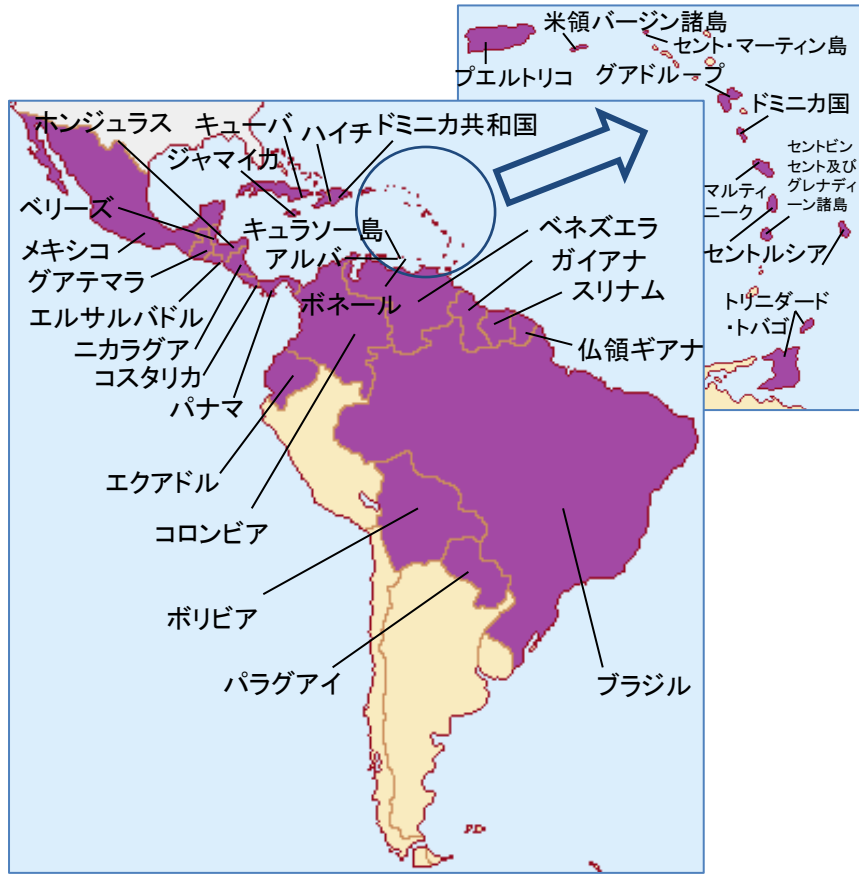 米領バージン諸島
セント・マーティン島
プエルトリコ
グアドループ
ドミニカ国
セントビン
セント及び
グレナディ
ーン諸島
マルティ
ニーク
セントルシア
トリニダード
・トバゴ
ホンジュラス
キューバ
ハイチ
ドミニカ共和国
ジャマイカ
ベリーズ
メキシコ
グアテマラ
エルサルバドル
ニカラグア
コスタリカ
パナマ
キュラソー島
アルバ
ボネール
ベネズエラ
ガイアナ
スリナム
仏領ギアナ
エクアドル
コロンビア
ボリビア
パラグアイ
ブラジル